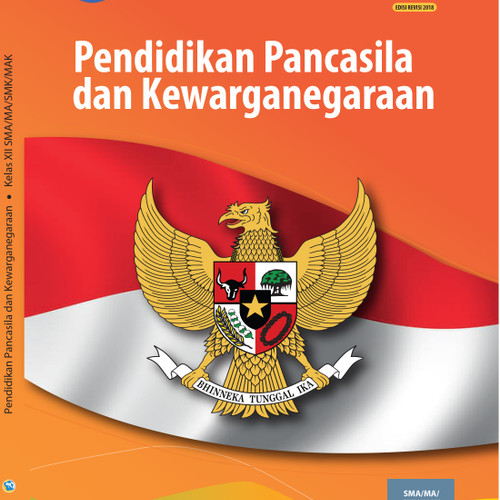 EDISI REVISI 2018
Pendidikan Pancasila
dan Kewarganegaraan
Pendidikan Pancasila dan Kewarganegaraan • Kelas XII SMA/MA/SMK/MAK
BHINNEKA TUNGGAL IKA
SMA/MA/